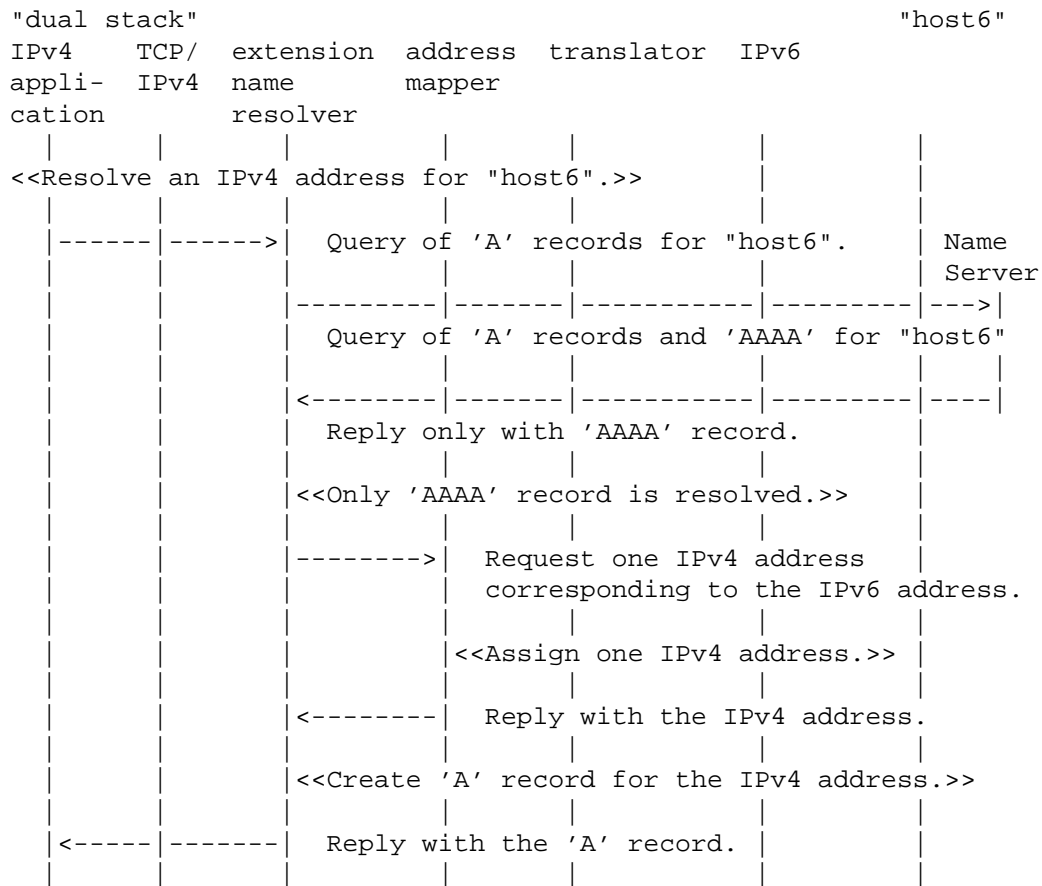 "dual stack" "host6"
IPv4 TCP/ extension address translator IPv6
appli- IPv4 name mapper
cation resolver
<<Resolve an IPv4 address for "host6".>>
Query of ’A’ records for "host6". Name
Server
Query of ’A’ records and ’AAAA’ for "host6"
Reply only with ’AAAA’ record.
<<Only ’AAAA’ record is resolved.>>
Request one IPv4 address
corresponding to the IPv6 address.
<<Assign one IPv4 address.>>
Reply with the IPv4 address.
<<Create ’A’ record for the IPv4 address.>>
Reply with the ’A’ record.